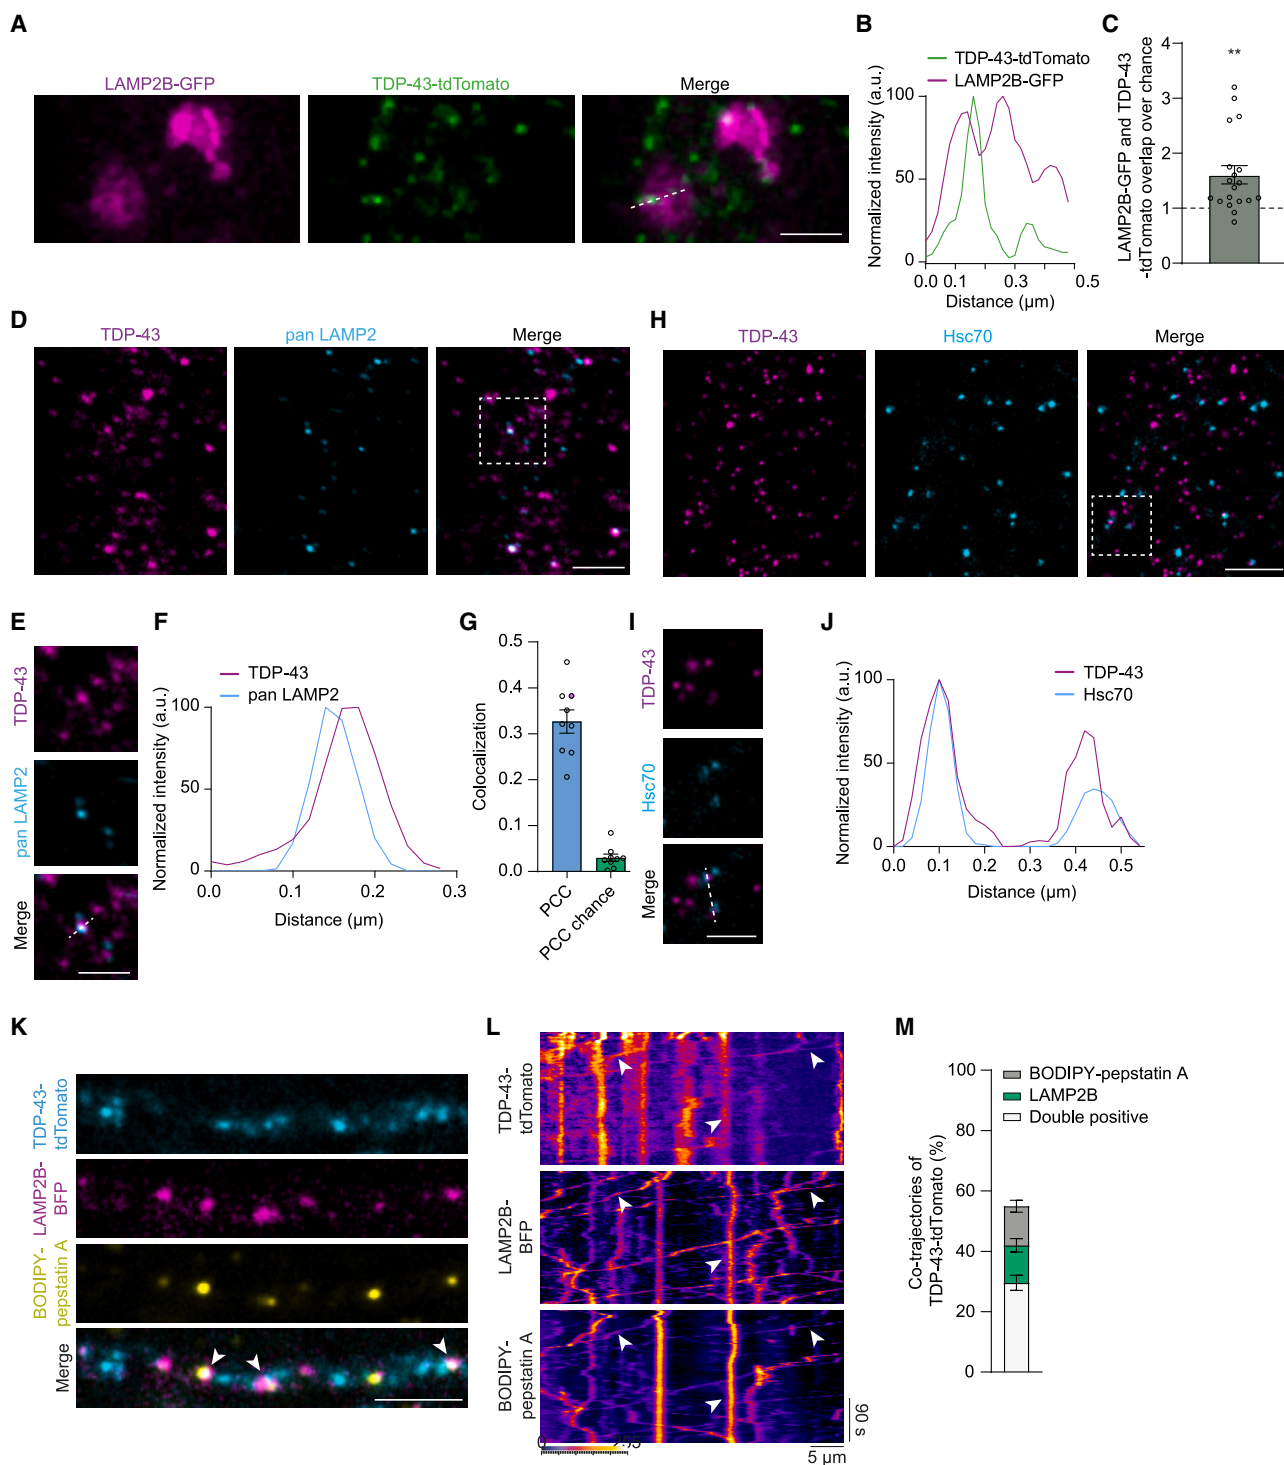 A
LAMP2B-GFP
TDP-43-tdTomato
Merge
B
TDP-43-tdTomato
LAMP2B-GFP
Normalized intensity (a.u.)
100
50
0
0.0
0.1
0.3
0.5
Distance (µm)
C
LAMP2B-GFP and TDP-43
-tdTomato overlap over chance
4
3
2
1
0
**
D
TDP-43
pan LAMP2
Merge
H
TDP-43
Hsc70
Merge
E
TDP-43
pan LAMP2
Merge
F
TDP-43
pan LAMP2
Normalized intensity (a.u.)
100
50
0
0.0
0.1
0.2
0.3
Distance (µm)
G
Colocalization
0.5
0.4
0.3
0.2
0.1
0.0
PCC
PCC chance
I
TDP-43
Hsc70
Merge
J
TDP-43
Hsc70
Normalized intensity (a.u.)
100
50
0
0.0
0.1
0.2
0.3
0.4
0.5
Distance (µm)
K
TDP-43-
tdTomato
LAMP2B-
BFP
BODIPY-
pepstatin A
Merge
L
TDP-43-
tdTomato
LAMP2B-
BFP
BODIPY-
pepstatin A
0
255
90 s
5 µm
M
BODIPY-pepstatin A
LAMP2B
Double positive
Co-trajectories of
TDP-43-tdTomato (%)
100
80
60
40
20
0